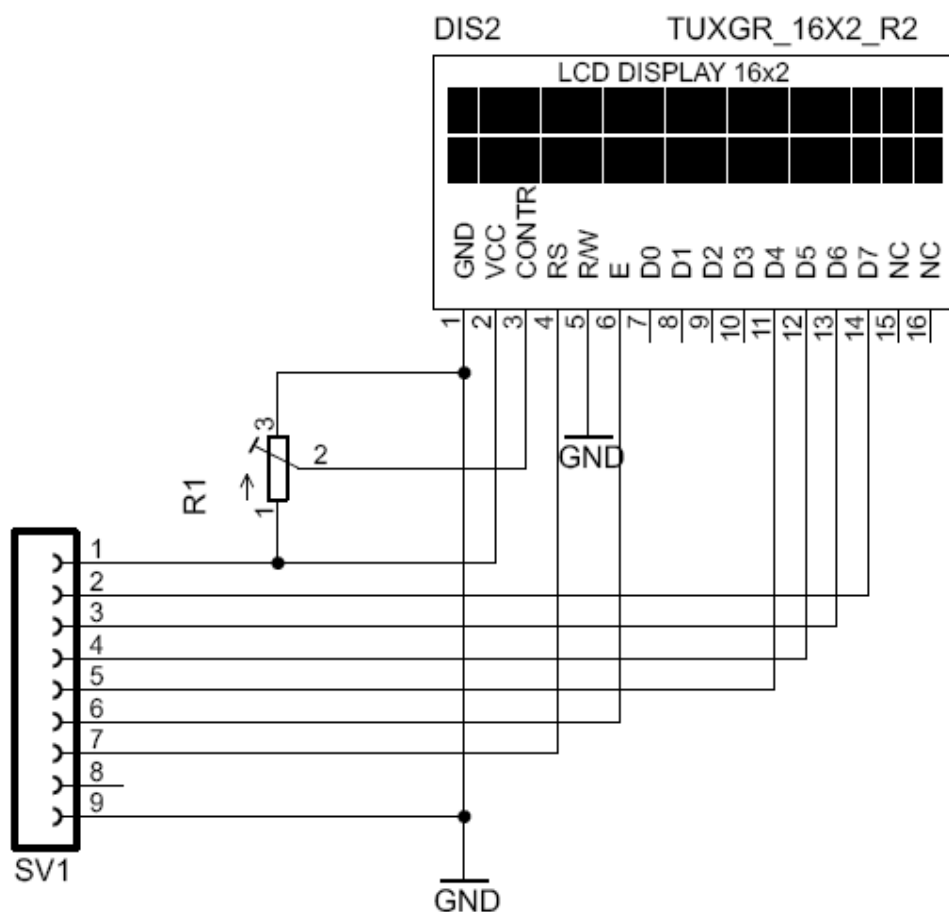 DIS2 TUXGR_16X2_R2
LCD DISPLAY 16x2
GND VCC CONTR RS R/W E D0 D1 D2 D3 D4 D5 D6 D7 NC NC
1 2 3 4 5 6 7 8 9 10 11 12 13 14 15 16
3
2
GND
R1
1
1
2
3
4
5
6
7
8
9
SV1
GND